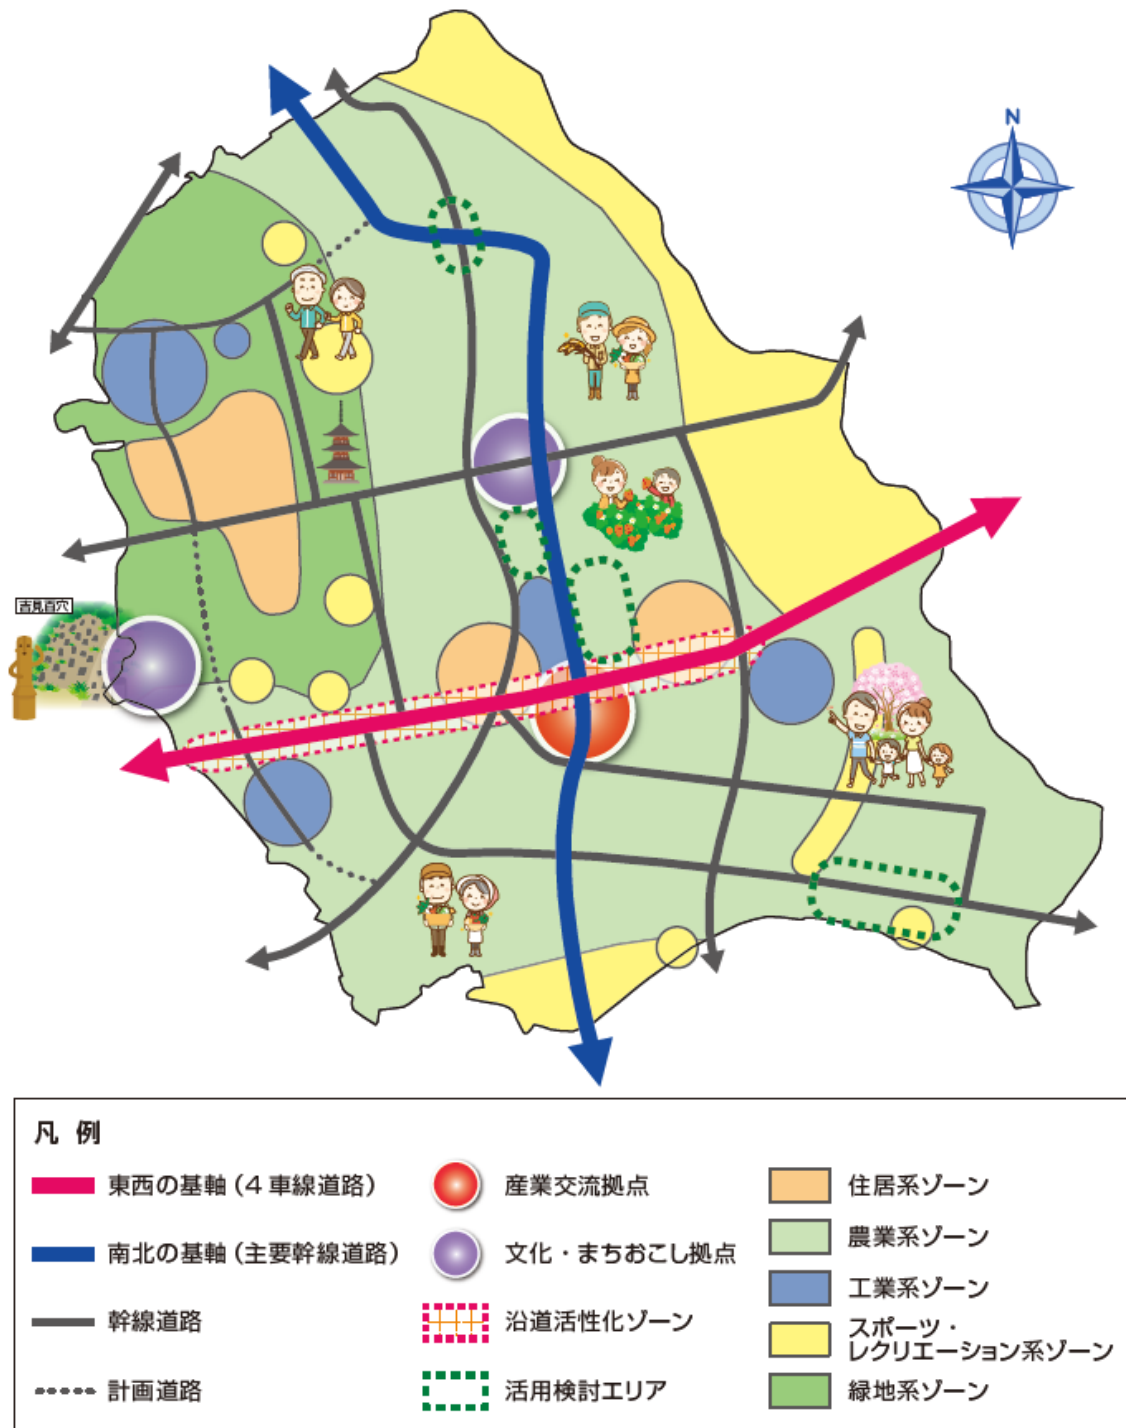 N
吉見百穴
凡 例
東西の基軸(4車線道路)
南北の基軸(主要幹線道路)
幹線道路
計画道路
産業交流拠点
文化・まちおこし拠点
沿道活性化ゾーン
活用検討エリア
住居系ゾーン
農業系ゾーン
工業系ゾーン
スポーツ・
レクリエーション系ゾーン
緑地系ゾーン